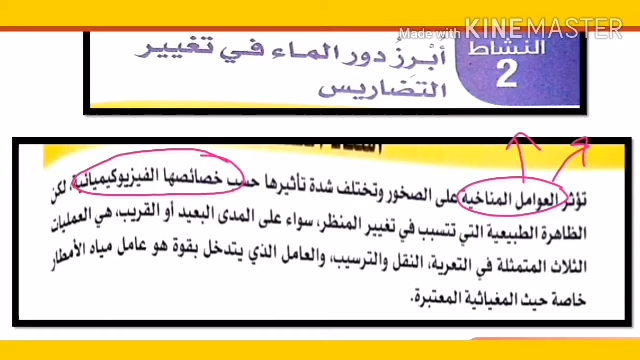 Made with KINEMASTER
النشاط
2
أُبْرزُ دور الماء في تغيير
التضاريس
تؤثر العوامل المناخية على الصخور وتختلف شدة تأثيرها حسب خصائصها الفيزيوكيميائية، لكن
الظاهرة الطبيعية التي تتسبب في تغيير المنظر، سواء على المدى البعيد أو القريب، هي العمليات
الثلاث المتمثلة في التعرية، النقل والترسيب، والعامل الذي يتدخل بقوة هو عامل مياه الأمطار
خاصة حيث المغياثية المعتبرة.